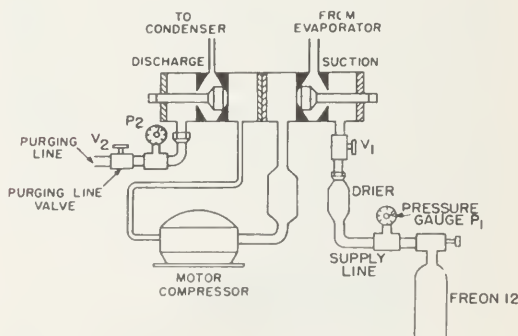 TO
CONDENSER
FROM
EVAPORATOR
DISCHARGE
SUCTION
P2
V2
V1
PURGING
LINE
PURGING LINE
VALVE
DRIER
PRESSURE
GAUGE P1
SUPPLY
LINE
MOTOR
COMPRESSOR
FREON 12